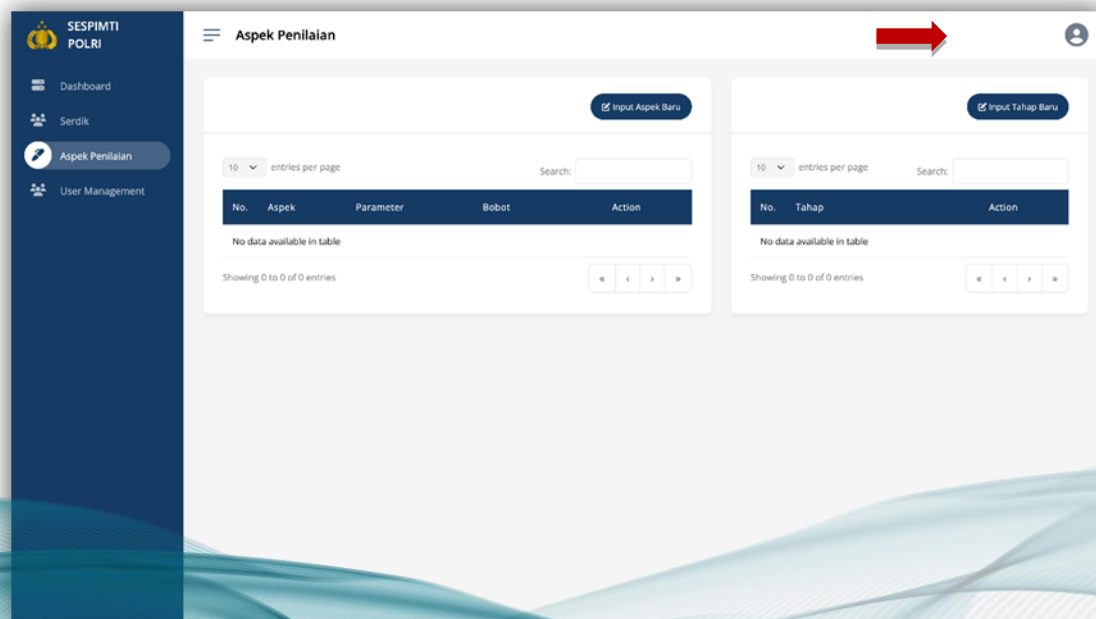 SESPIMTI
POLRI
Aspek Penilaian
Dashboard
Serdik
Aspek Penilaian
User Management
Input Aspek Baru
10 entries per page
Search:
No. Aspek Parameter Bobot Action
No data available in table
Showing 0 to 0 of 0 entries
« ‹ › »
Input Tahap Baru
10 entries per page
Search:
No. Tahap Action
No data available in table
Showing 0 to 0 of 0 entries
« ‹ › »